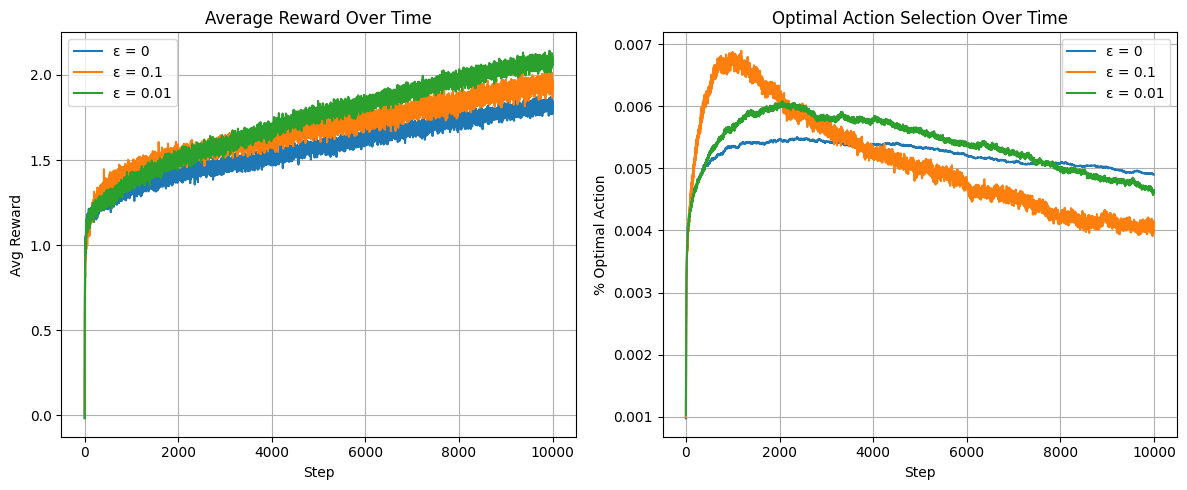 Average Reward Over Time
ε = 0
ε = 0.1
ε = 0.01
2.0
1.5
1.0
0.5
0.0
Avg Reward
0
2000
4000
6000
8000
10000
Step
Optimal Action Selection Over Time
ε = 0
ε = 0.1
ε = 0.01
0.007
0.006
0.005
0.004
0.003
0.002
0.001
% Optimal Action
0
2000
4000
6000
8000
10000
Step